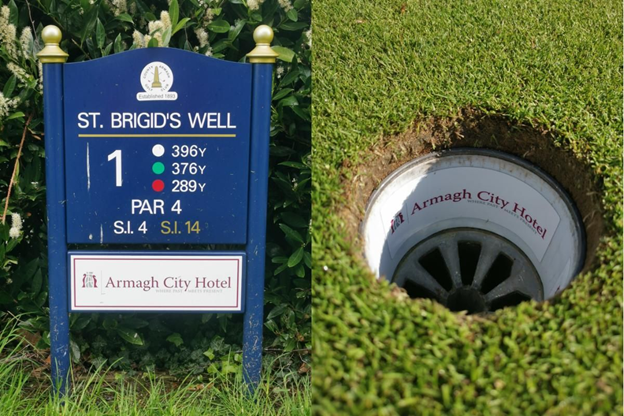 Established 1893
ST. BRIGID'S WELL
1
396Y
376Y
289Y
PAR 4
S.I. 4 S.I. 14
Armagh City Hotel
Armagh City Hotel